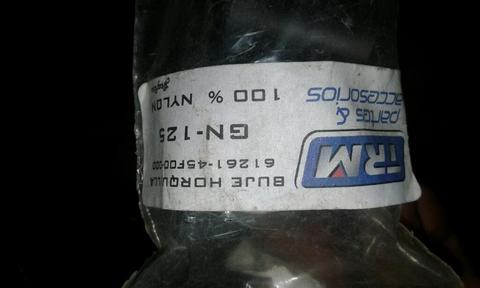 TRM
partes &
accesorios
BUJE HORQUILLA
61261-45F00-000
GN-125
100 % NYLON